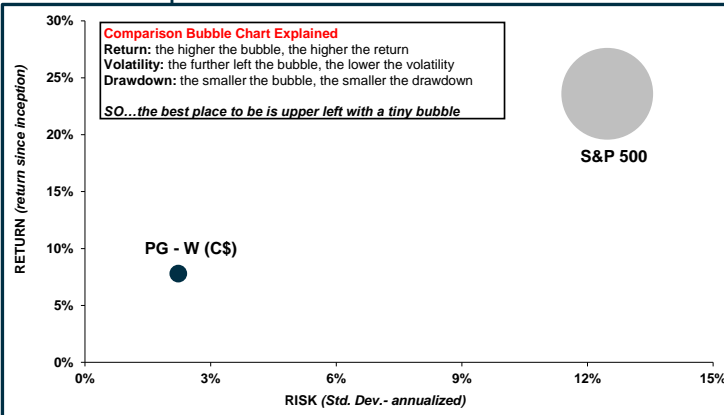 Comparison Bubble Chart Explained
Return: the higher the bubble, the higher the return
Volatility: the further left the bubble, the lower the volatility
Drawdown: the smaller the bubble, the smaller the drawdown
SO…the best place to be is upper left with a tiny bubble
30%
25%
20%
15%
10%
5%
0%
RETURN (return since inception)
S&P 500
PG - W (C$)
0%
3%
6%
9%
12%
15%
RISK (Std. Dev.- annualized)